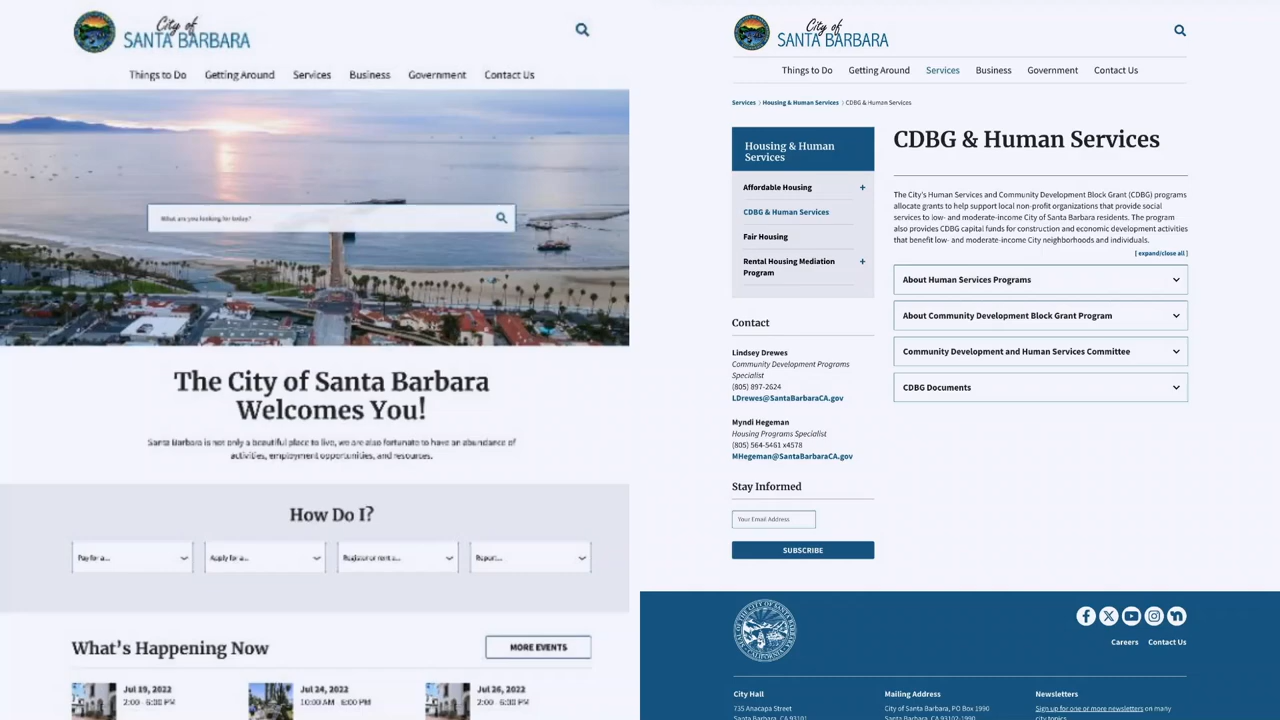 City of
SANTA BARBARA
Things to Do
Getting Around
Services
Business
Government
Contact Us
What are you looking for today?
The City of Santa Barbara
Welcomes You!
Santa Barbara is not only a beautiful place to live, we are also fortunate to have an abundance of
activities, employment opportunities, and resources.
How Do I?
Pay for a...
Apply for a...
Register or rent a...
Report...
What's Happening Now
MORE EVENTS
Jul 19, 2022
2:00 - 6:30 PM
Jul 24, 2022
10:00 AM - 6:00 PM
Jul 26, 2022
2:00 - 6:30 PM
City of
SANTA BARBARA
Things to Do
Getting Around
Services
Business
Government
Contact Us
Services > Housing & Human Services > CDBG & Human Services
Housing & Human
Services
Affordable Housing +
CDBG & Human Services
Fair Housing
Rental Housing Mediation +
Program
Contact
Lindsey Drewes
Community Development Programs
Specialist
(805) 897-2624
LDrewes@SantaBarbaraCA.gov
Myndi Hegeman
Housing Programs Specialist
(805) 564-5461 x4578
MHegeman@SantaBarbaraCA.gov
Stay Informed
Your Email Address
SUBSCRIBE
CDBG & Human Services
The City's Human Services and Community Development Block Grant (CDBG) programs
allocate grants to help support local non-profit organizations that provide social
services to low- and moderate-income City of Santa Barbara residents. The program
also provides CDBG capital funds for construction and economic development activities
that benefit low- and moderate-income City neighborhoods and individuals.
[ expand/close all ]
About Human Services Programs
About Community Development Block Grant Program
Community Development and Human Services Committee
CDBG Documents
Careers
Contact Us
City Hall
735 Anacapa Street
Santa Barbara, CA 93101
Mailing Address
City of Santa Barbara, PO Box 1990
Santa Barbara, CA 93102-1990
Newsletters
Sign up for one or more newsletters on many
city topics